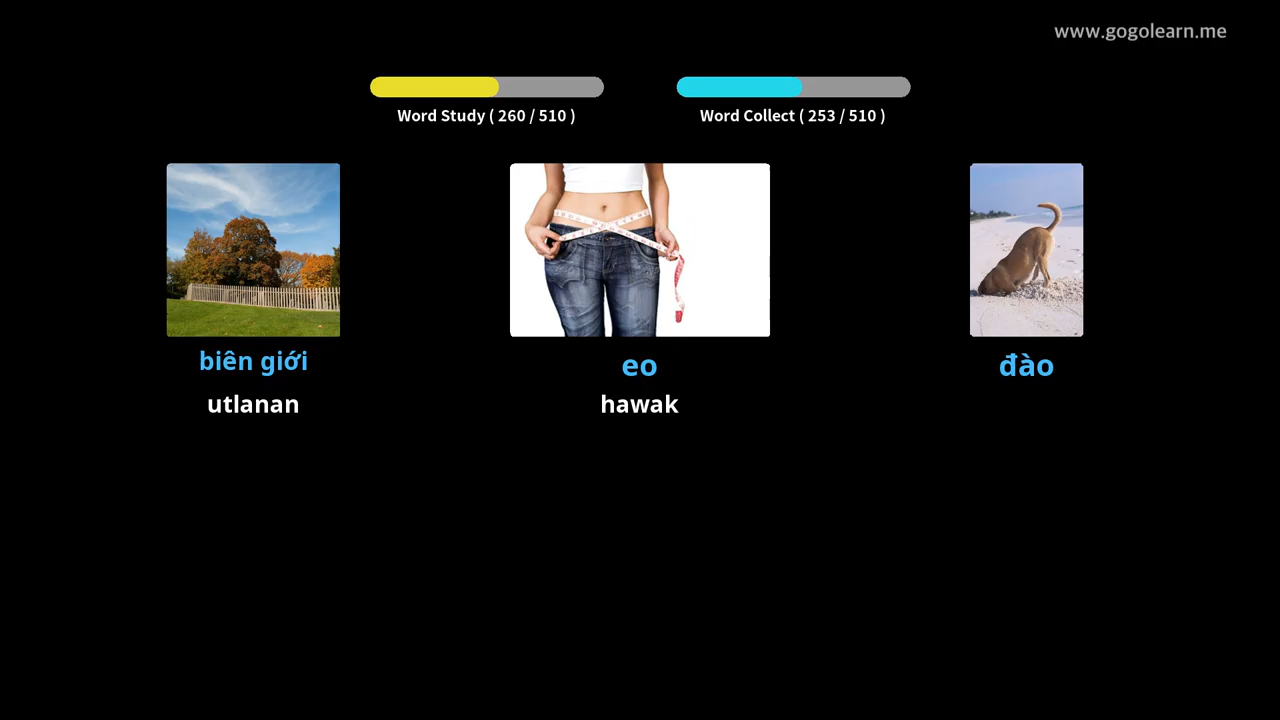 www.gogolearn.me
Word Study ( 260 / 510 )
Word Collect ( 253 / 510 )
biên giới
eo
đào
utlanan
hawak